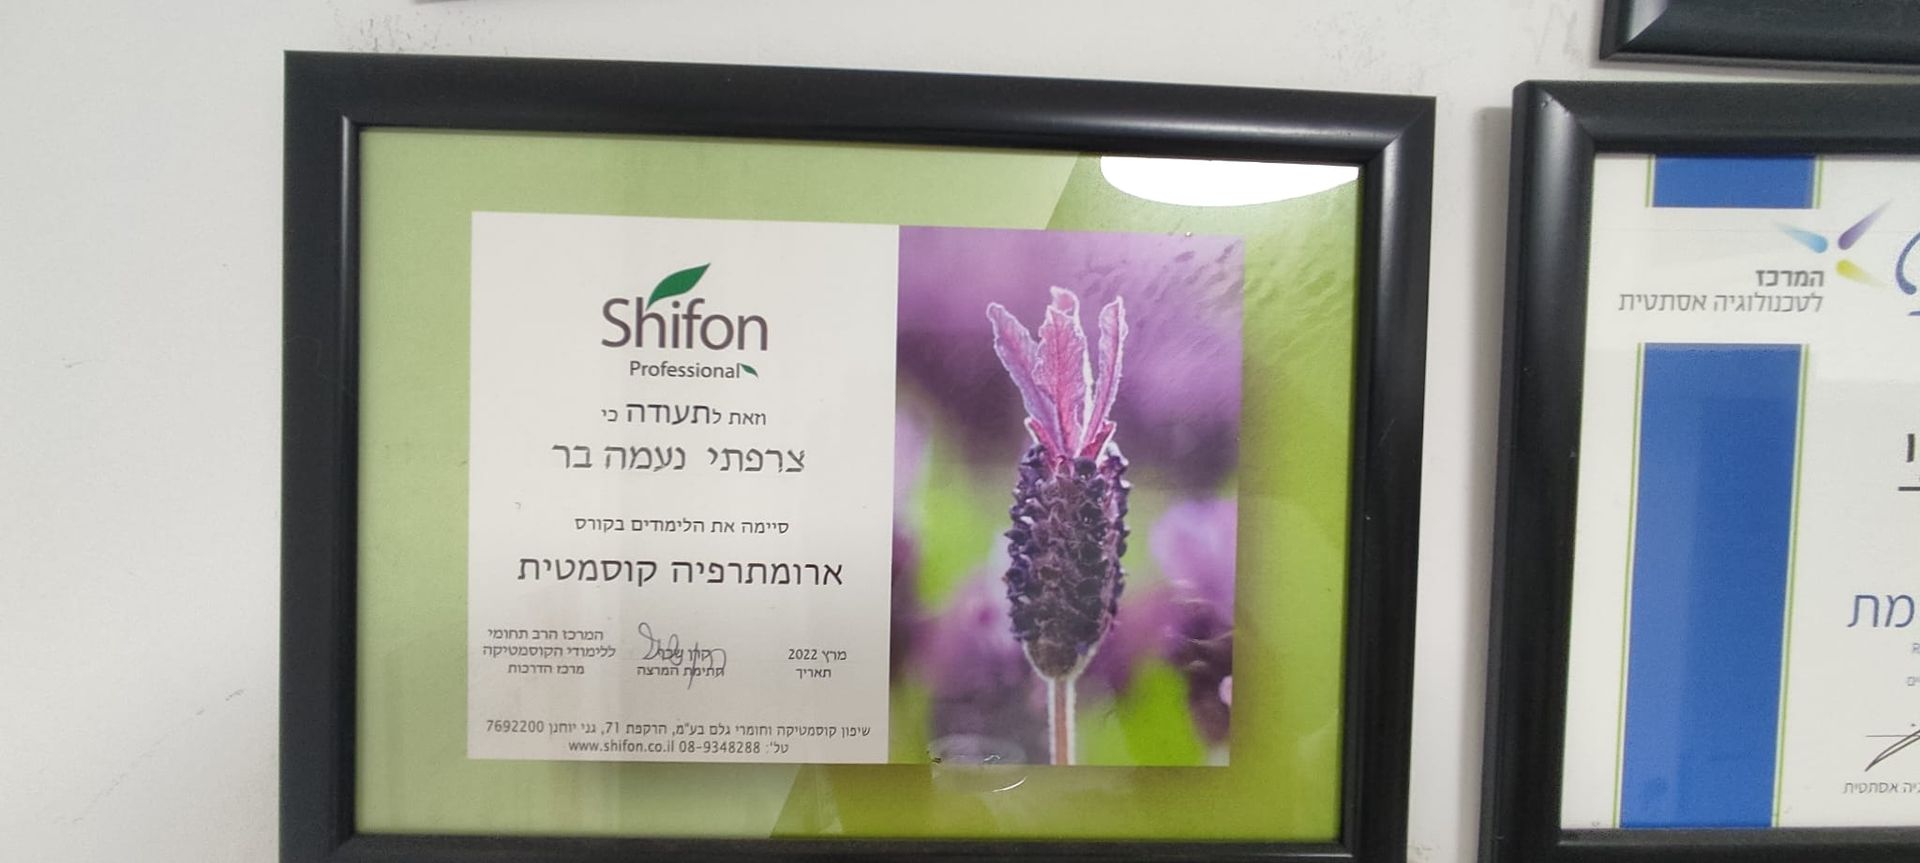 Shifon
Professional
וזאת לתעודה כי
צרפתי נעמה בר
סיימה את הלימודים בקורס
ארומתרפיה קוסמטית
מרץ 2022
תאריך
חתימת המרצה
המרכז הרב תחומי
ללימודי הקוסמטיקה
מרכז הדרכות
שיפון קוסמטיקה וחומרי גלם בע"מ, הרקפת 71, גני יוחנן 7692200
טל': 08-9348288 www.shifon.co.il
המרכז
לטכנולוגיה אסתטית